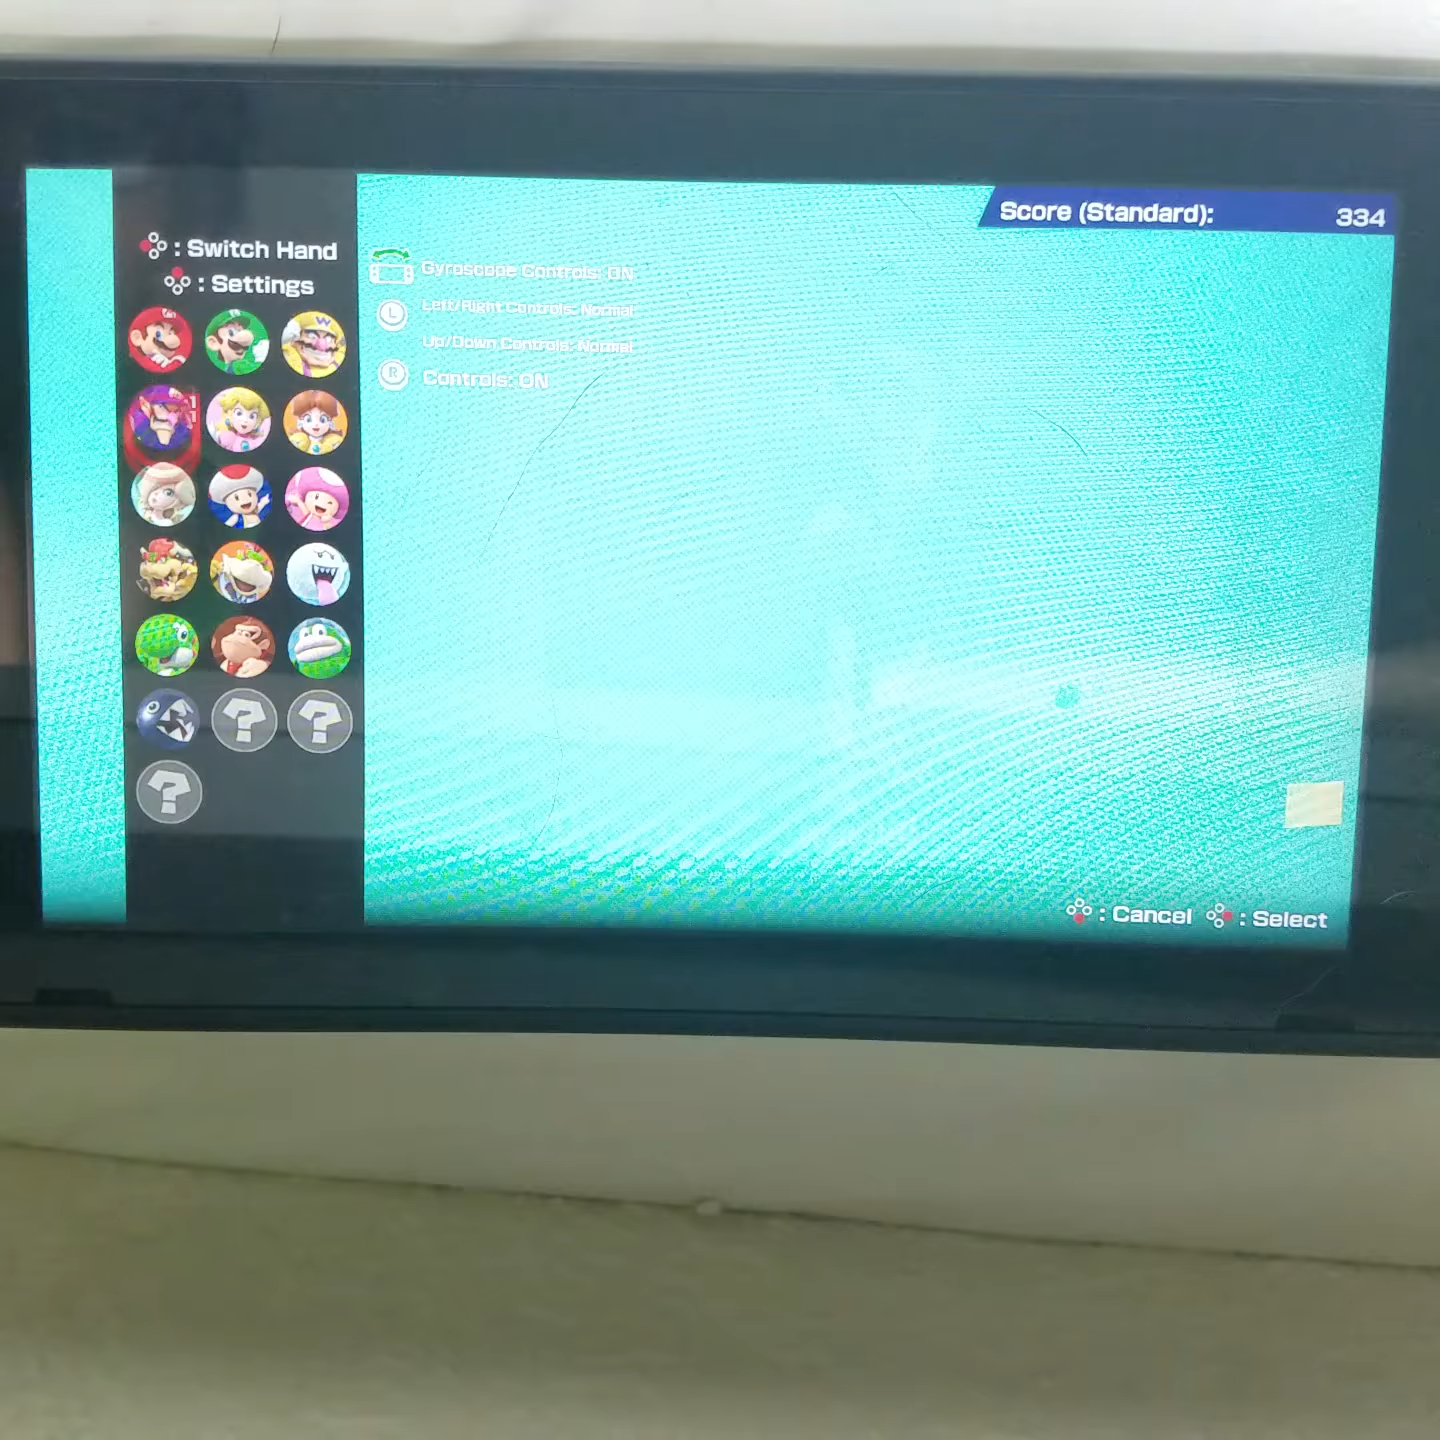 Score (Standard): 334
: Switch Hand
: Settings
Gyroscope Controls: ON
L Left/Right Controls: Normal
Up/Down Controls: Normal
R Controls: ON
W
?
?
?
: Cancel : Select